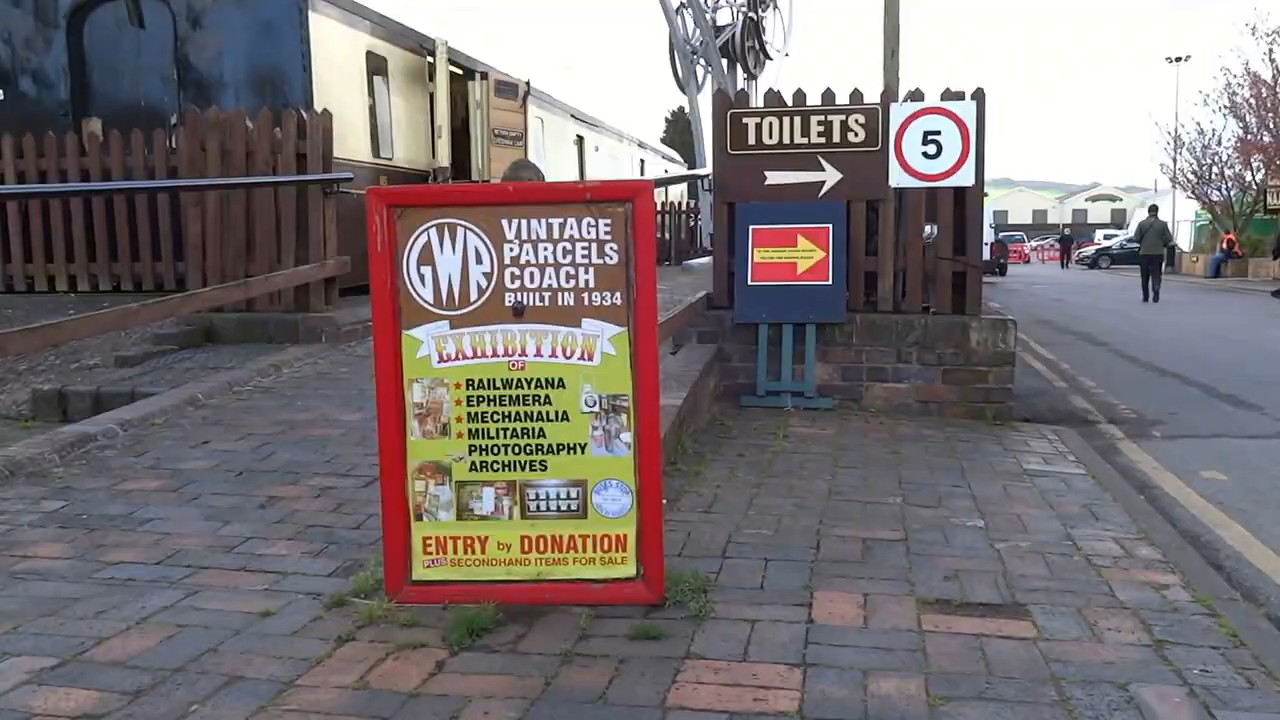 GWR
VINTAGE
PARCELS
COACH
BUILT IN 1934
EXHIBITION
OF
RAILWAYANA
EPHEMERA
MECHANALIA
MILITARIA
PHOTOGRAPHY
ARCHIVES
ENTRY by DONATION
PLUS SECONDHAND ITEMS FOR SALE
TOILETS
5